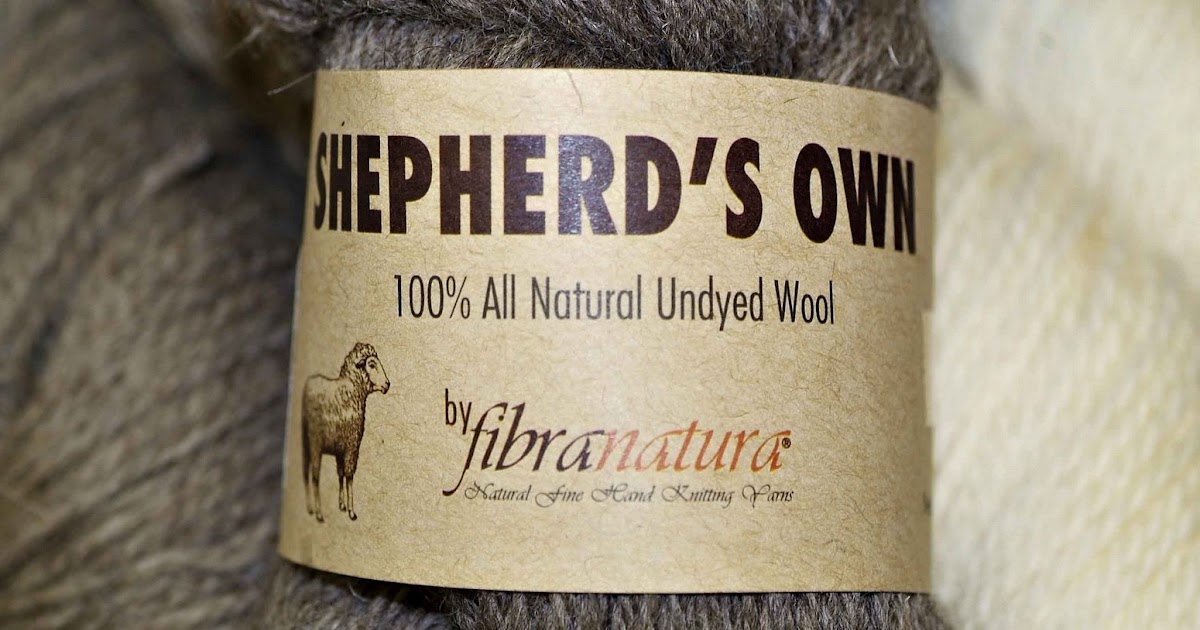 SHEPHERD'S OWN
100% All Natural Undyed Wool
by fibranatura®
Natural Fine Hand Knitting Yarns